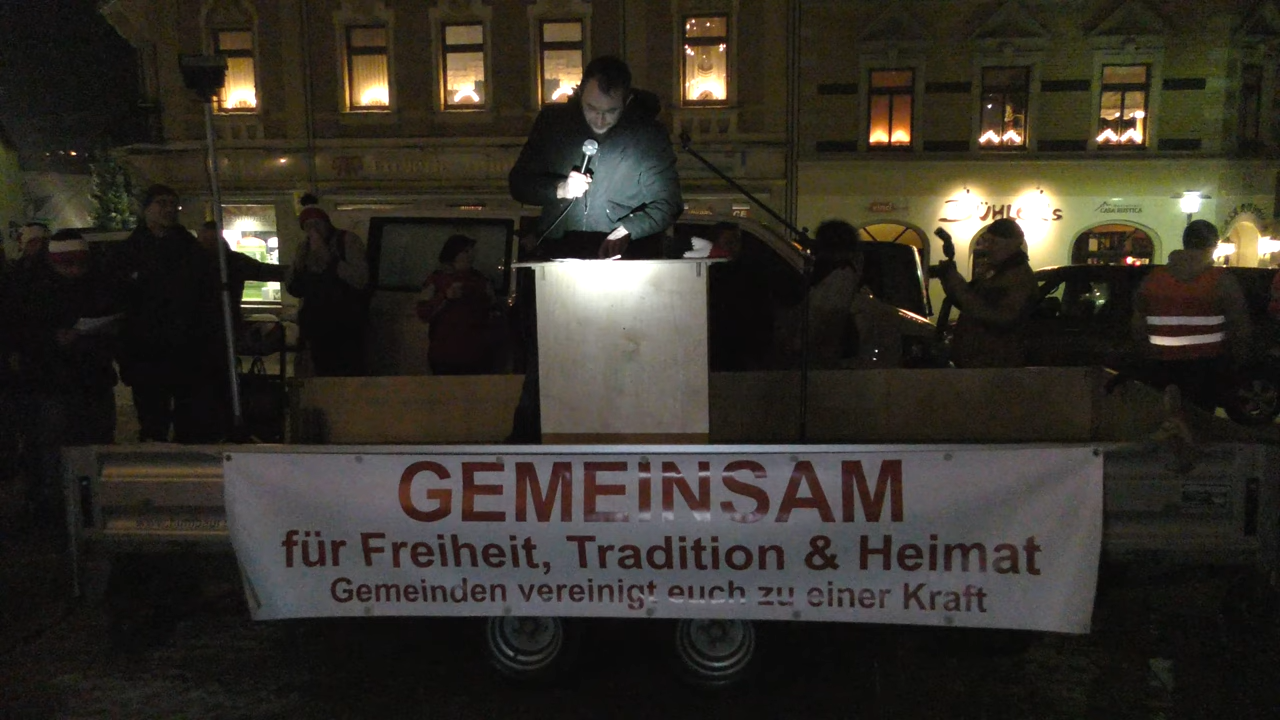 GEMEINSAM
für Freiheit, Tradition & Heimat
Gemeinden vereinigt euch zu einer Kraft